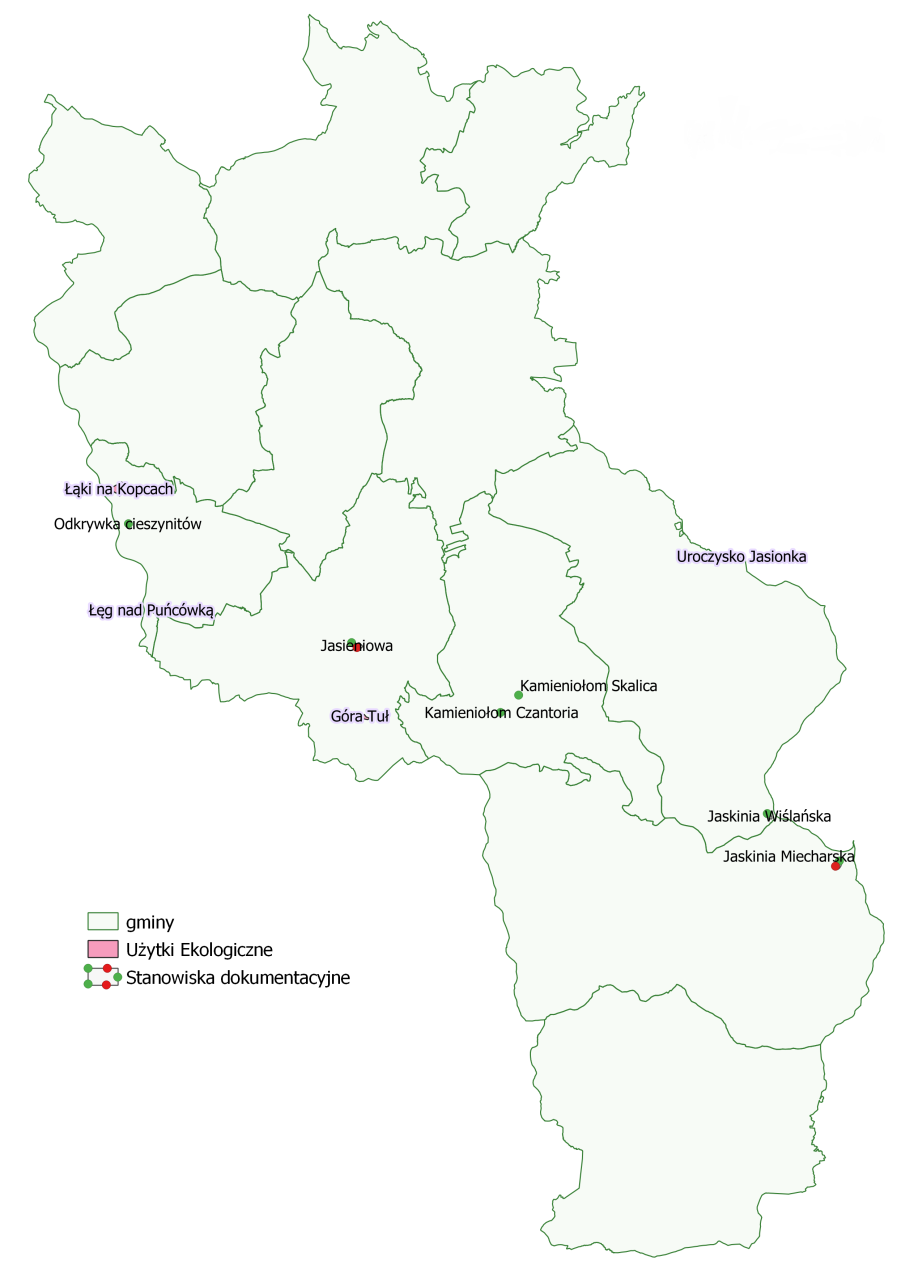 Łąki na Kopcach
Odkrywka cieszynitów
Uroczysko Jasionka
Łęg nad Puńcówką
Jasieniowa
Kamieniołom Skalica
Góra Tuł
Kamieniołom Czantoria
Jaskinia Wiślańska
Jaskinia Miecharska
gminy
Użytki Ekologiczne
Stanowiska dokumentacyjne